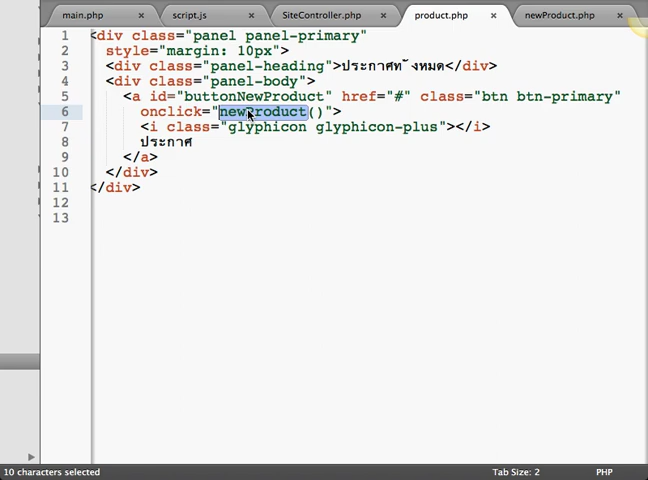 main.php × script.js × SiteController.php × product.php × newProduct.php ×
1 <div class="panel panel-primary"
2 style="margin: 10px">
3 <div class="panel-heading">ประกาศทั้งหมด</div>
4 <div class="panel-body">
5 <a id="buttonNewProduct" href="#" class="btn btn-primary"
6 onclick="newProduct()">
7 <i class="glyphicon glyphicon-plus"></i>
8 ประกาศ
9 </a>
10 </div>
11 </div>
12
13
10 characters selected Tab Size: 2 PHP